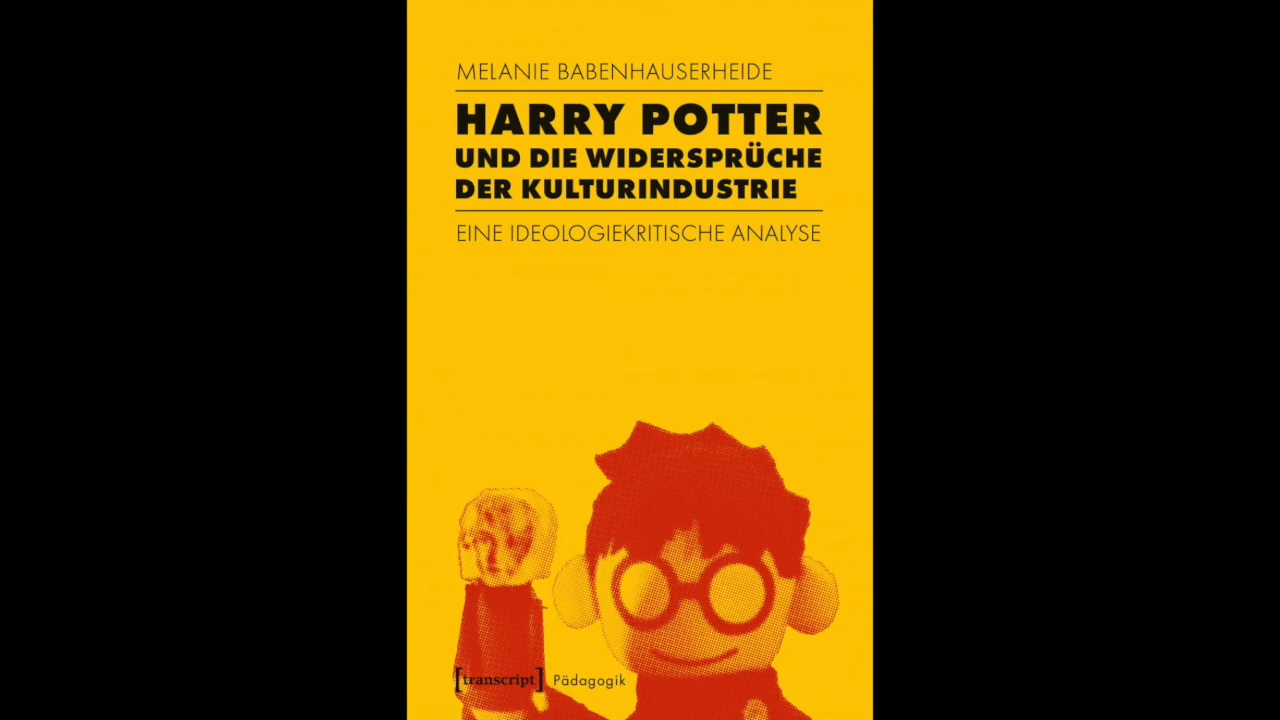 MELANIE BABENHAUSERHEIDE
HARRY POTTER
UND DIE WIDERSPRÜCHE
DER KULTURINDUSTRIE
EINE IDEOLOGIEKRITISCHE ANALYSE
[transcript] Pädagogik